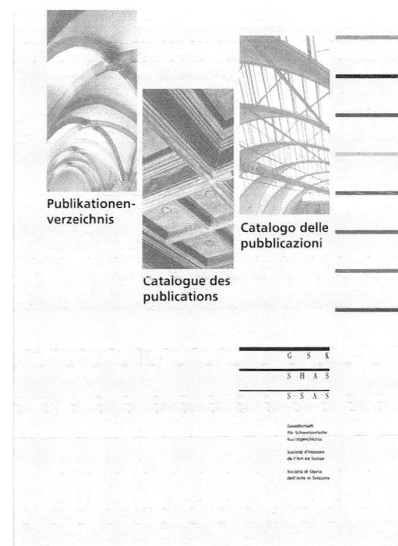 Publikationen-
verzeichnis
Catalogue des
publications
Catalogo delle
pubblicazioni
G S K
S H A S
S S A S
Gesellschaft
für Schweizerische
Kunstgeschichte
Société d'Histoire
de l'Art en Suisse
Società di Storia
dell'Arte in Svizzera